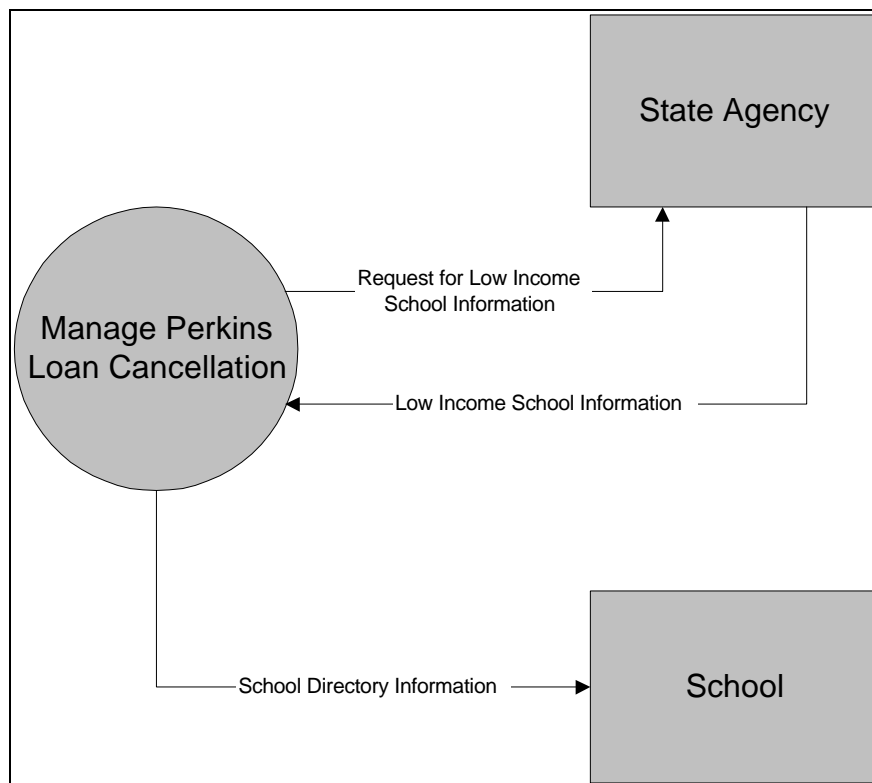 State Agency
Request for Low Income
School Information
Manage Perkins
Loan Cancellation
Low Income School Information
School Directory Information
School